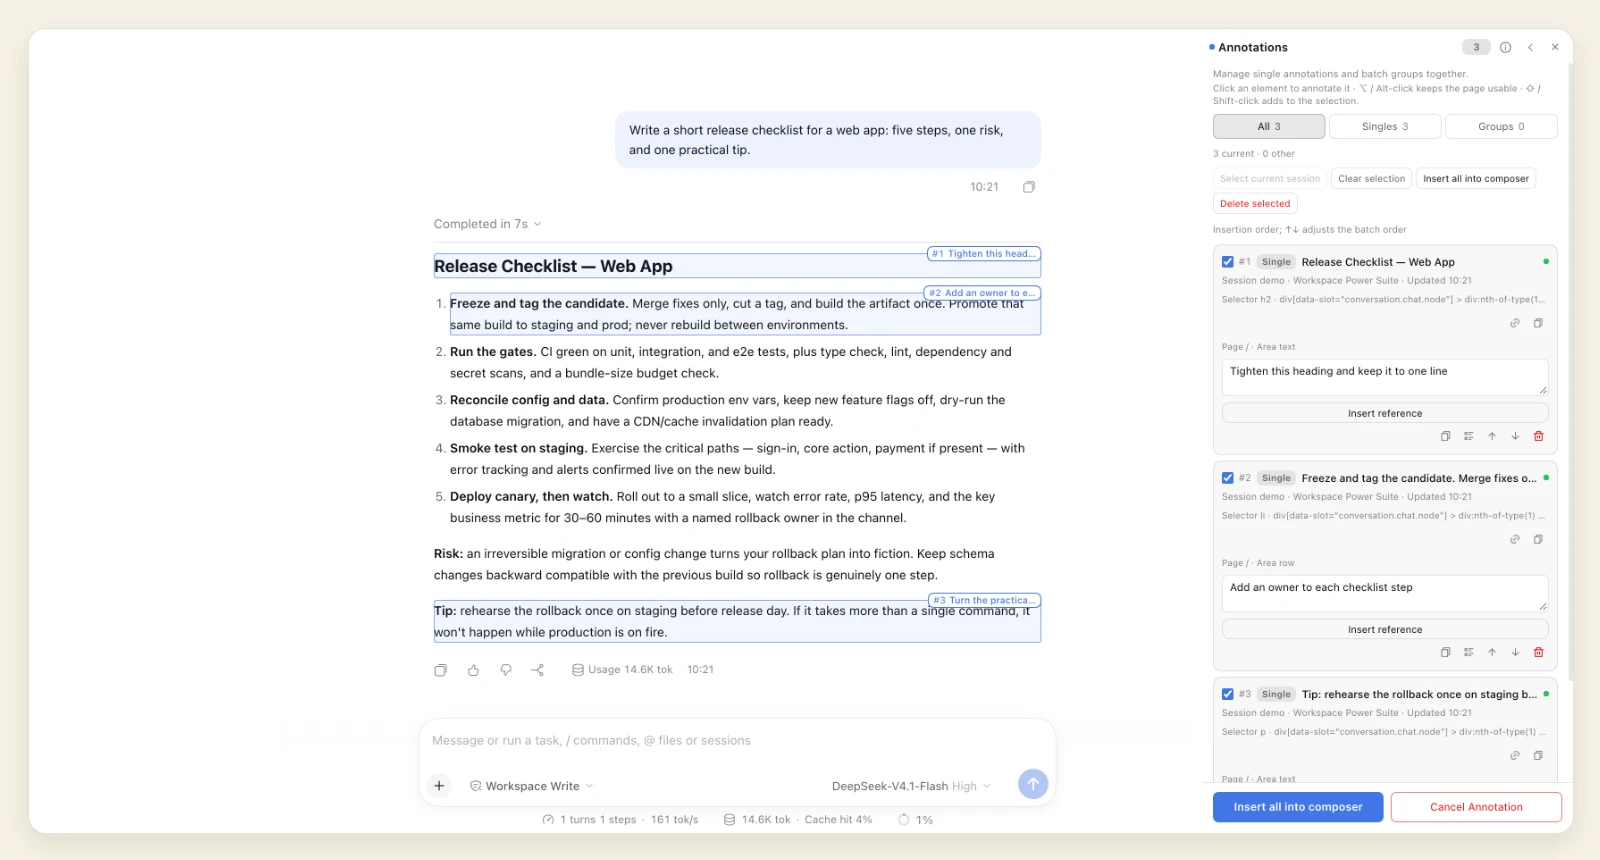 Write a short release checklist for a web app: five steps, one risk,
and one practical tip.
10:21
Completed in 7s
#1 Tighten this head...
Release Checklist — Web App
#2 Add an owner to e...
1. Freeze and tag the candidate. Merge fixes only, cut a tag, and build the artifact once. Promote that
same build to staging and prod; never rebuild between environments.
2. Run the gates. CI green on unit, integration, and e2e tests, plus type check, lint, dependency and
secret scans, and a bundle-size budget check.
3. Reconcile config and data. Confirm production env vars, keep new feature flags off, dry-run the
database migration, and have a CDN/cache invalidation plan ready.
4. Smoke test on staging. Exercise the critical paths — sign-in, core action, payment if present — with
error tracking and alerts confirmed live on the new build.
5. Deploy canary, then watch. Roll out to a small slice, watch error rate, p95 latency, and the key
business metric for 30–60 minutes with a named rollback owner in the channel.
Risk: an irreversible migration or config change turns your rollback plan into fiction. Keep schema
changes backward compatible with the previous build so rollback is genuinely one step.
#3 Turn the practica...
Tip: rehearse the rollback once on staging before release day. If it takes more than a single command, it
won't happen while production is on fire.
Usage 14.6K tok 10:21
Message or run a task, / commands, @ files or sessions
Workspace Write
DeepSeek-V4.1-Flash High
1 turns 1 steps · 161 tok/s 14.6K tok · Cache hit 4% 1%
Annotations 3
Manage single annotations and batch groups together.
Click an element to annotate it · ⌥ / Alt-click keeps the page usable · ⇧ /
Shift-click adds to the selection.
All 3 Singles 3 Groups 0
3 current · 0 other
Select current session Clear selection Insert all into composer
Delete selected
Insertion order; ↑↓ adjusts the batch order
#1 Single Release Checklist — Web App
Session demo · Workspace Power Suite · Updated 10:21
Selector h2 · div[data-slot="conversation.chat.node"] > div:nth-of-type(1...
Page / · Area text
Tighten this heading and keep it to one line
Insert reference
#2 Single Freeze and tag the candidate. Merge fixes o...
Session demo · Workspace Power Suite · Updated 10:21
Selector li · div[data-slot="conversation.chat.node"] > div:nth-of-type(1) ...
Page / · Area row
Add an owner to each checklist step
Insert reference
#3 Single Tip: rehearse the rollback once on staging b...
Session demo · Workspace Power Suite · Updated 10:21
Selector p · div[data-slot="conversation.chat.node"] > div:nth-of-type(1) ...
Page / · Area text
Insert all into composer
Cancel Annotation